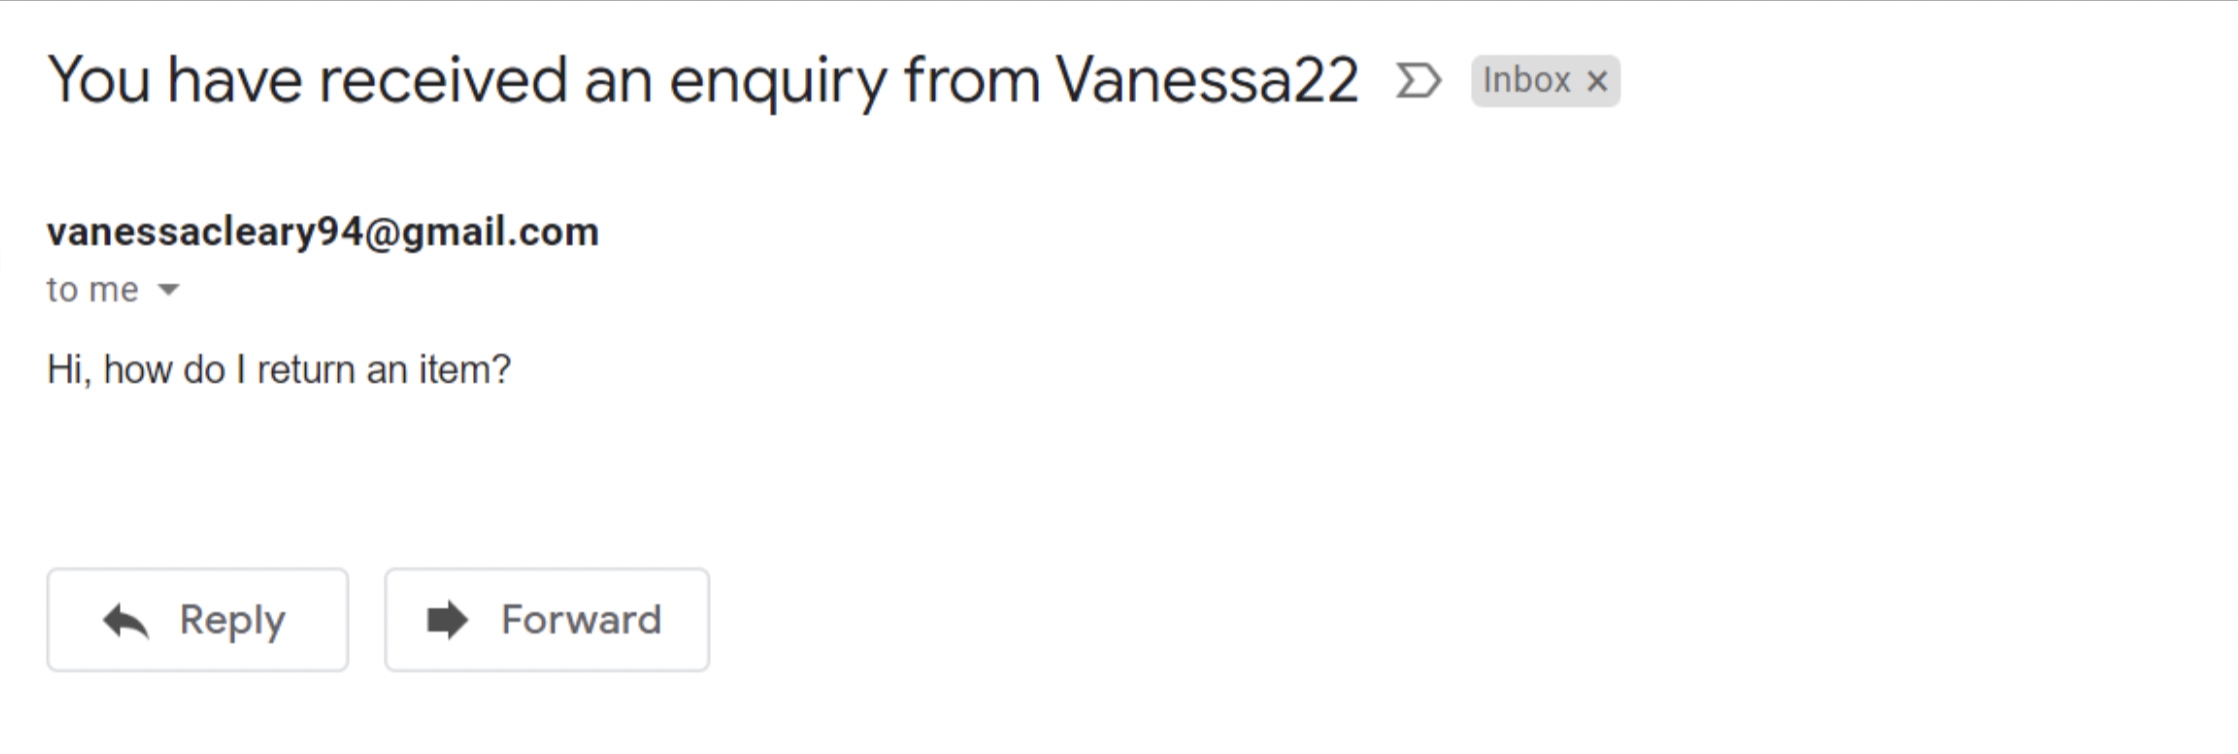 You have received an enquiry from Vanessa22 Inbox ×
vanessacleary94@gmail.com
to me
Hi, how do I return an item?
Reply Forward